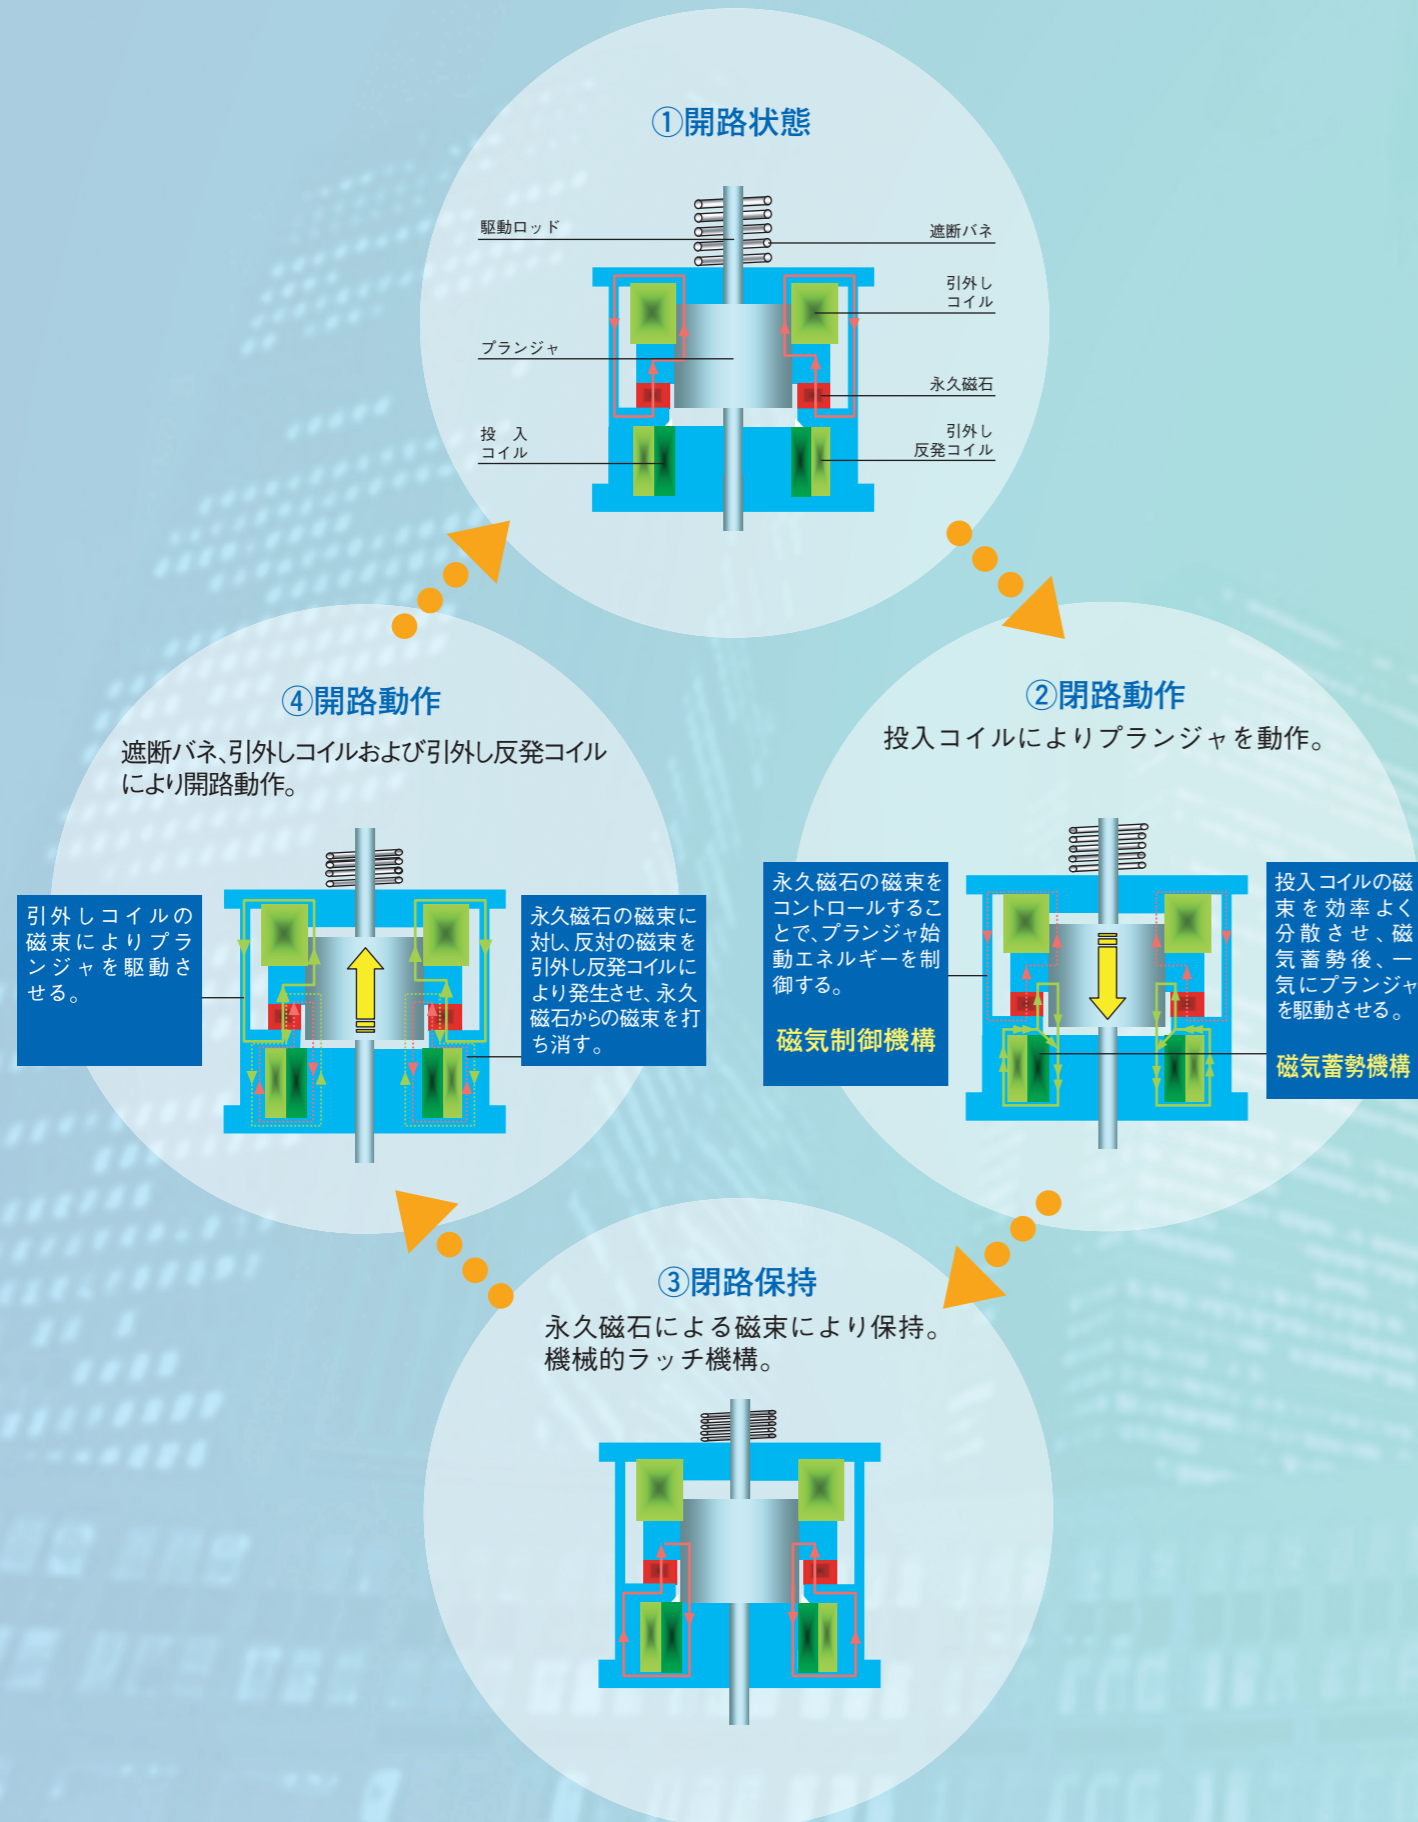 ①開路状態
駆動ロッド
遮断バネ
引外し
コイル
プランジャ
永久磁石
投 入
コイル
引外し
反発コイル
②閉路動作
投入コイルによりプランジャを動作。
永久磁石の磁束を
コントロールするこ
とで、プランジャ始
動エネルギーを制
御する。
磁気制御機構
投入コイルの磁
束を効率よく
分散させ、磁
気蓄勢後、一
気にプランジャ
を駆動させる。
磁気蓄勢機構
③閉路保持
永久磁石による磁束により保持。
機械的ラッチ機構。
④開路動作
遮断バネ、引外しコイルおよび引外し反発コイル
により開路動作。
引外しコイルの
磁束によりプラ
ンジャを駆動さ
せる。
永久磁石の磁束に
対し、反対の磁束を
引外し反発コイルに
より発生させ、永久
磁石からの磁束を打
ち消す。